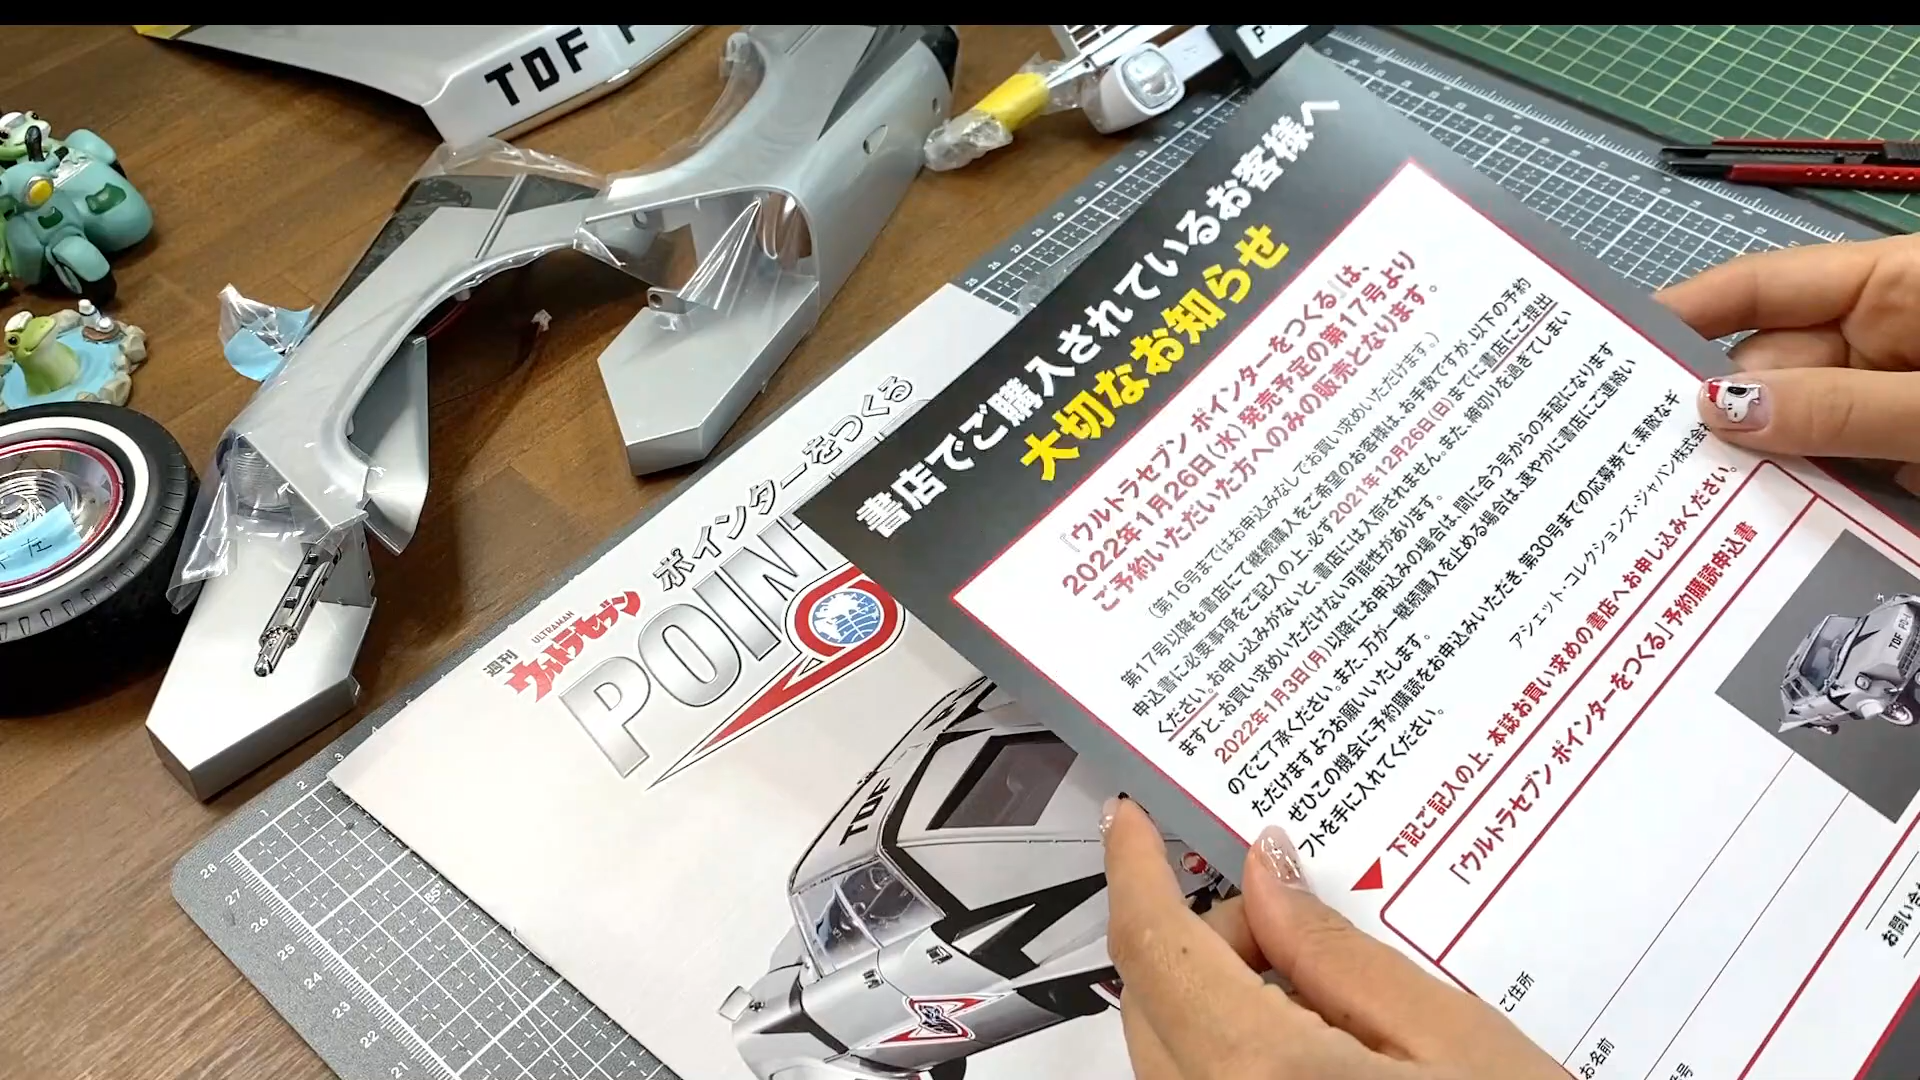 TDF P
書店でご購入されているお客様へ
大切なお知らせ
『ウルトラセブン ポインターをつくる』は、
2022年1月26日(水)発売予定の第17号より
ご予約いただいた方へのみの販売となります。
(第16号まではお申込みなしでお買い求めいただけます。)
第17号以降も書店にて継続購入をご希望のお客様は、お手数ですが、以下の予約
申込書に必要事項をご記入の上、必ず2021年12月26日(日)までに書店にご提出
ください。お申し込みがないと、書店には入荷されません。また、締切りを過ぎてしまい
ますと、お買い求めいただけない可能性があります。
2022年1月3日(月)以降にお申込みの場合は、間に合う号からの手配になります
のでご了承ください。また、万が一継続購入を止める場合は、速やかに書店にご連絡い
ただけますようお願いいたします。
ぜひこの機会に予約購読をお申込みいただき、第30号までの応募券で、素敵なギ
フトを手に入れてください。
アシェット・コレクションズ・ジャパン株式会社
下記ご記入の上、本誌お買い求めの書店へお申し込みください。
「ウルトラセブン ポインターをつくる」予約購読申込書
ご住所
お名前
お問い合
週刊
ULTRAMAN
ウルトラセブン
ポインターをつくる
POIN
TDF
左
28
27
26
25
24
23
22
21